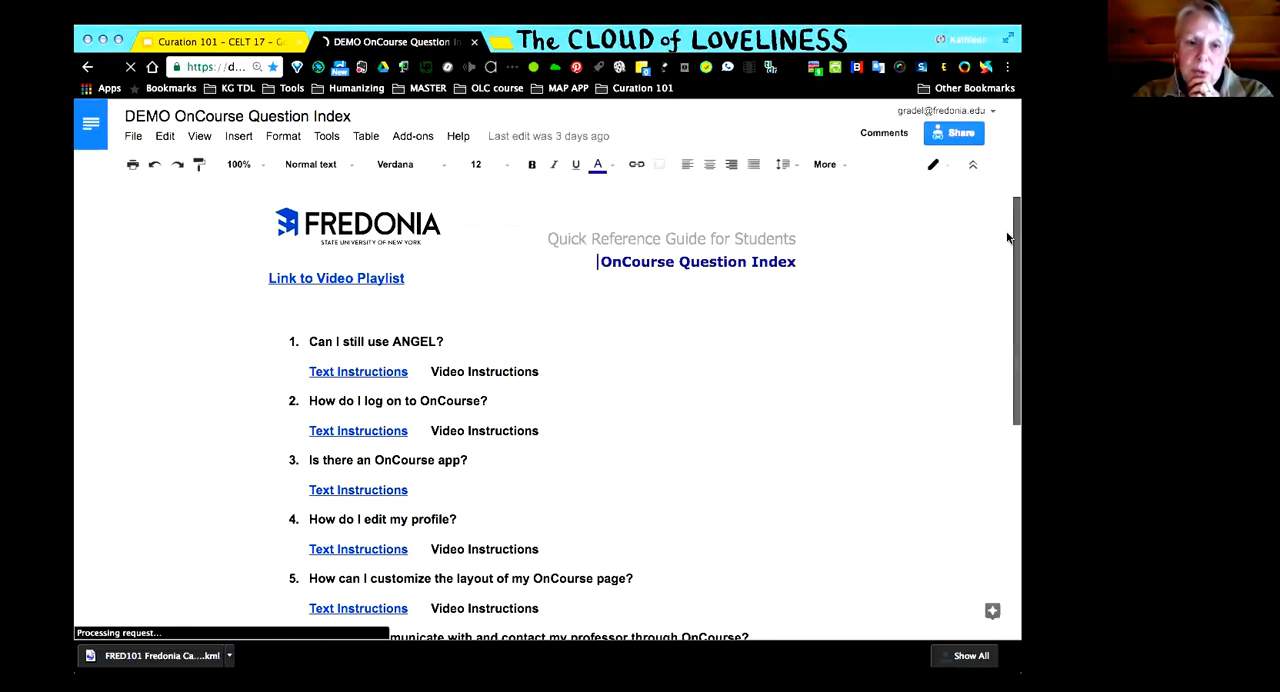 Curation 101 - CELT 17 - G
DEMO OnCourse Question In
The CLOUD of LOVELINESS
https://d...
New
Apps Bookmarks KG TDL Tools Humanizing MASTER OLC course MAP APP Curation 101 Other Bookmarks
DEMO OnCourse Question Index
gradel@fredonia.edu
File Edit View Insert Format Tools Table Add-ons Help Last edit was 3 days ago
Comments Share
100% Normal text Verdana 12 B I U A More
FREDONIA
STATE UNIVERSITY OF NEW YORK
Quick Reference Guide for Students
OnCourse Question Index
Link to Video Playlist
1. Can I still use ANGEL?
Text Instructions Video Instructions
2. How do I log on to OnCourse?
Text Instructions Video Instructions
3. Is there an OnCourse app?
Text Instructions
4. How do I edit my profile?
Text Instructions Video Instructions
5. How can I customize the layout of my OnCourse page?
Text Instructions Video Instructions
municate with and contact my professor through OnCourse?
Processing request...
FRED101 Fredonia Ca....kml
Show All